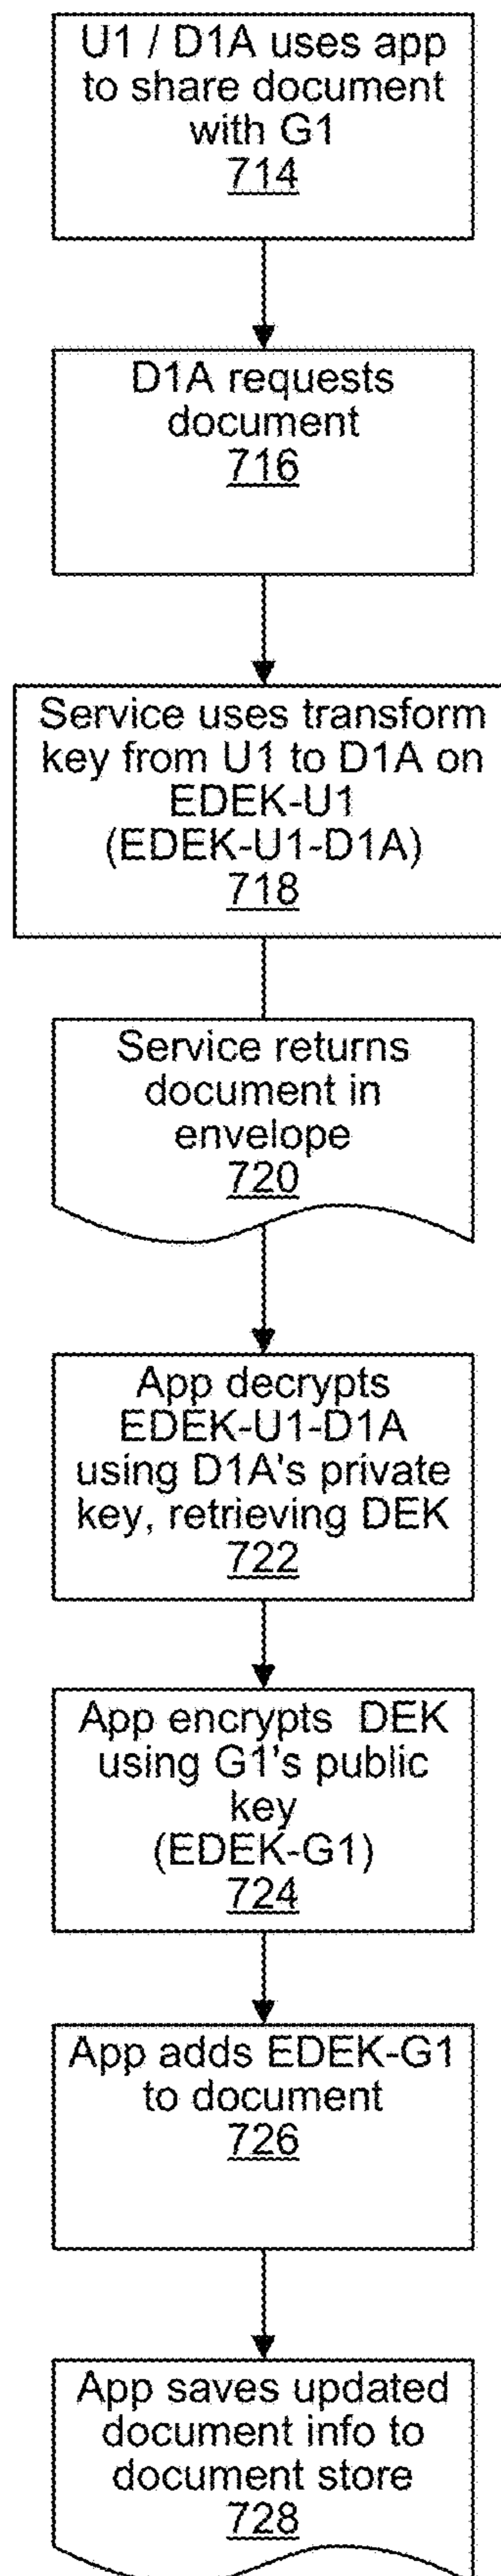 U1 / D1A uses app
to share document
with G1
714
D1A requests
document
716
Service uses transform
key from U1 to D1A on
EDEK-U1
(EDEK-U1-D1A)
718
Service returns
document in
envelope
720
App decrypts
EDEK-U1-D1A
using D1A's private
key, retrieving DEK
722
App encrypts DEK
using G1's public
key
(EDEK-G1)
724
App adds EDEK-G1
to document
726
App saves updated
document info to
document store
728